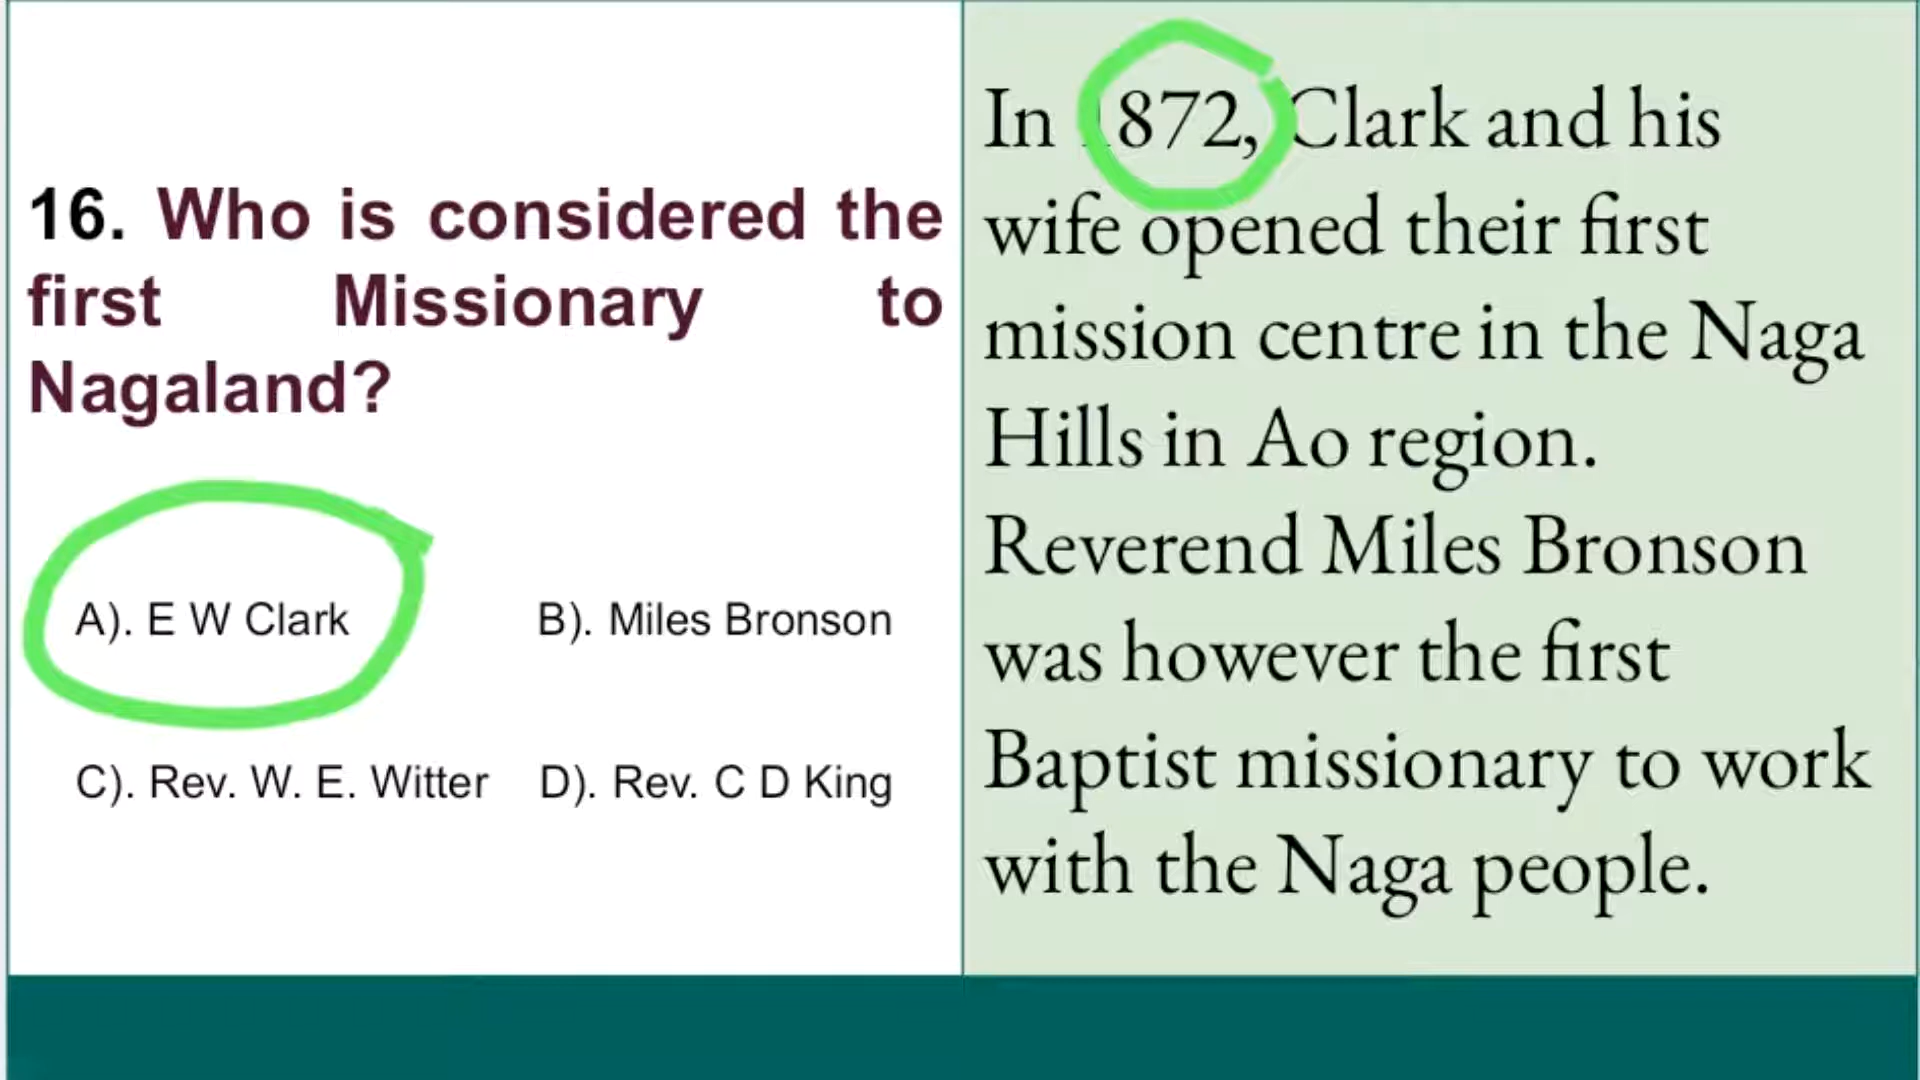 16. Who is considered the
first Missionary to
Nagaland?
A). E W Clark
B). Miles Bronson
C). Rev. W. E. Witter
D). Rev. C D King
In 1872, Clark and his
wife opened their first
mission centre in the Naga
Hills in Ao region.
Reverend Miles Bronson
was however the first
Baptist missionary to work
with the Naga people.